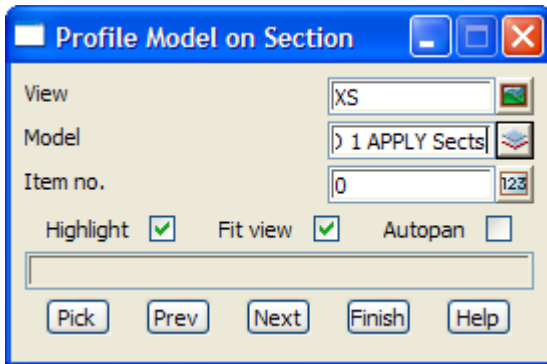 Profile Model on Section
View XS
Model 1 APPLY Sects
Item no. 0 123
Highlight Fit view Autopan
Pick Prev Next Finish Help